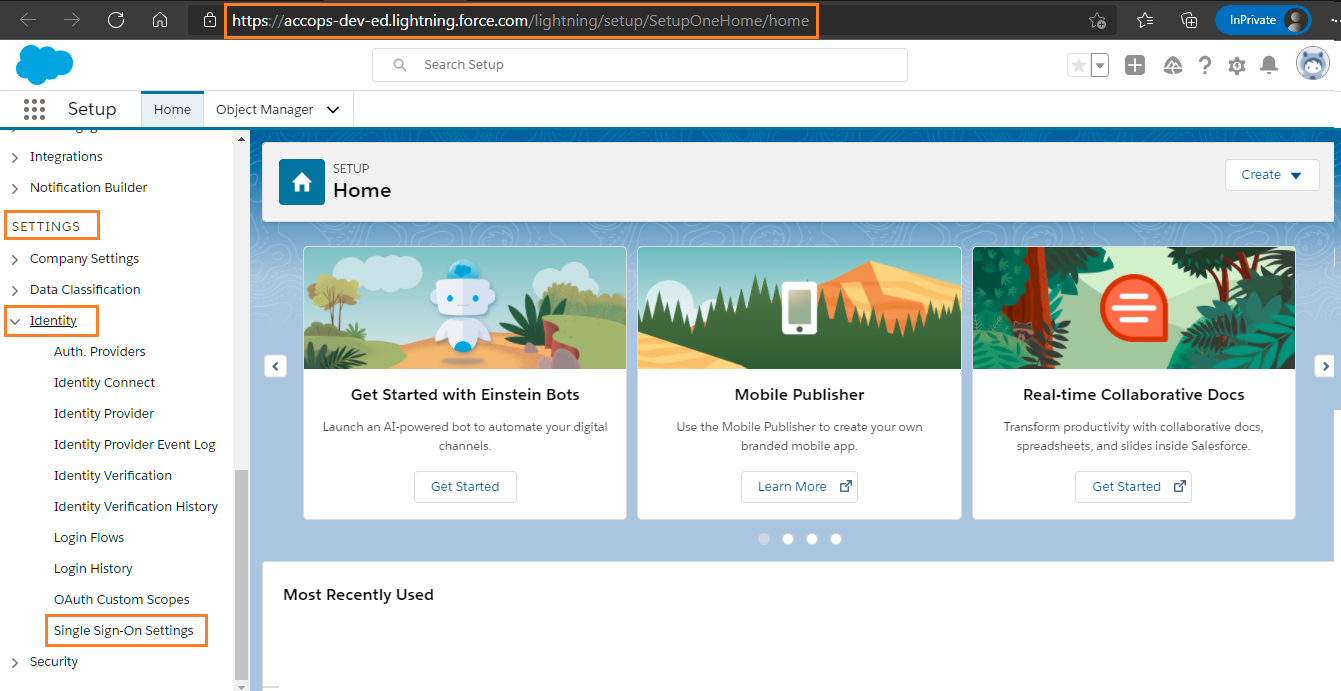 https://accops-dev-ed.lightning.force.com/lightning/setup/SetupOneHome/home
InPrivate
Search Setup
Setup
Home
Object Manager
Integrations
Notification Builder
SETTINGS
Company Settings
Data Classification
Identity
Auth. Providers
Identity Connect
Identity Provider
Identity Provider Event Log
Identity Verification
Identity Verification History
Login Flows
Login History
OAuth Custom Scopes
Single Sign-On Settings
Security
SETUP
Home
Create
Get Started with Einstein Bots
Launch an AI-powered bot to automate your digital
channels.
Get Started
Mobile Publisher
Use the Mobile Publisher to create your own
branded mobile app.
Learn More
Real-time Collaborative Docs
Transform productivity with collaborative docs,
spreadsheets, and slides inside Salesforce.
Get Started
Most Recently Used